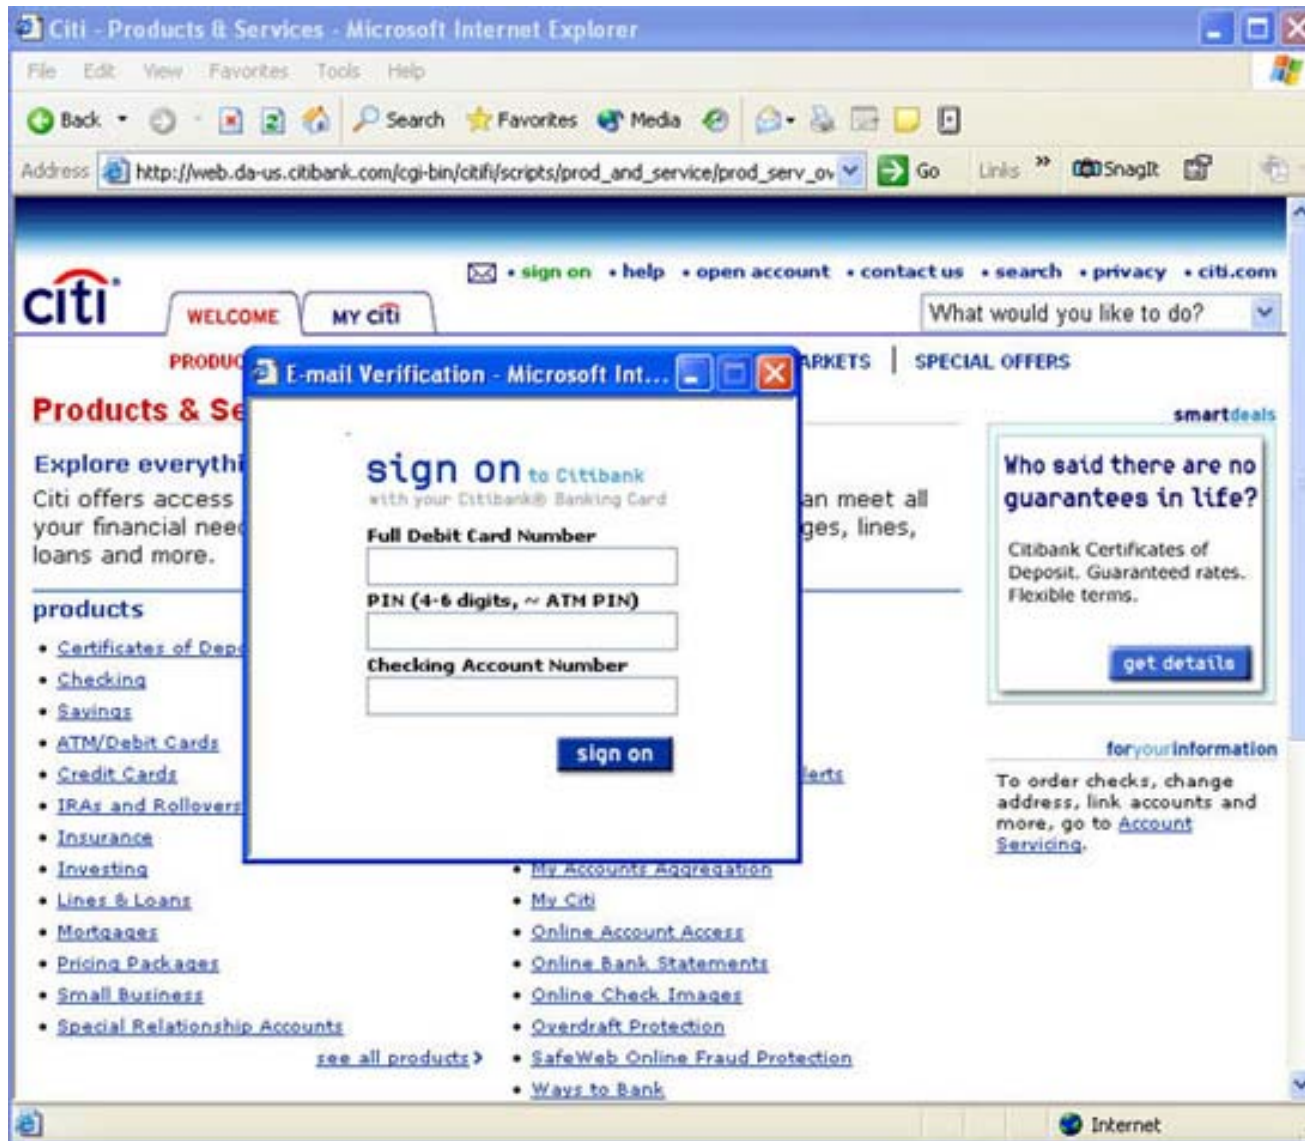 Citi - Products & Services - Microsoft Internet Explorer
File Edit View Favorites Tools Help
Back Search Favorites Media
Address http://web.da-us.citibank.com/cgi-bin/citifi/scripts/prod_and_service/prod_serv_ov Go Links » SnagIt
• sign on • help • open account • contact us • search • privacy • citi.com
citi WELCOME MY citi What would you like to do?
PRODUC ARKETS | SPECIAL OFFERS
E-mail Verification - Microsoft Int...
sign on to Citibank
with your Citibank® Banking Card
Full Debit Card Number
PIN (4-6 digits, ~ ATM PIN)
Checking Account Number
sign on
Products & Se
Explore everythi
Citi offers access an meet all
your financial need ges, lines,
loans and more.
products
• Certificates of Depo
• Checking
• Savings
• ATM/Debit Cards
• Credit Cards
• IRAs and Rollovers
• Insurance
• Investing
• Lines & Loans
• Mortgages
• Pricing Packages
• Small Business
• Special Relationship Accounts
see all products >
lerts
• My Accounts Aggregation
• My Citi
• Online Account Access
• Online Bank Statements
• Online Check Images
• Overdraft Protection
• SafeWeb Online Fraud Protection
• Ways to Bank
smartdeals
Who said there are no
guarantees in life?
Citibank Certificates of
Deposit. Guaranteed rates.
Flexible terms.
get details
foryourinformation
To order checks, change
address, link accounts and
more, go to Account
Servicing.
Internet